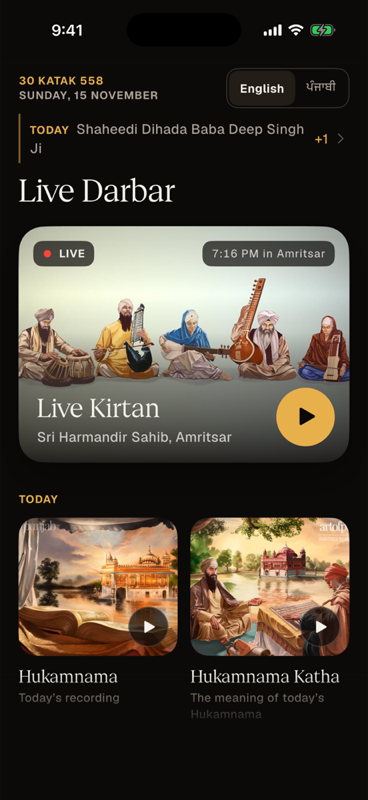 9:41
30 KATAK 558
SUNDAY, 15 NOVEMBER
English
ਪੰਜਾਬੀ
TODAY Shaheedi Dihada Baba Deep Singh
Ji
+1
Live Darbar
LIVE
7:16 PM in Amritsar
Live Kirtan
Sri Harmandir Sahib, Amritsar
TODAY
Hukamnama
Today's recording
Hukamnama Katha
The meaning of today's
Hukamnama